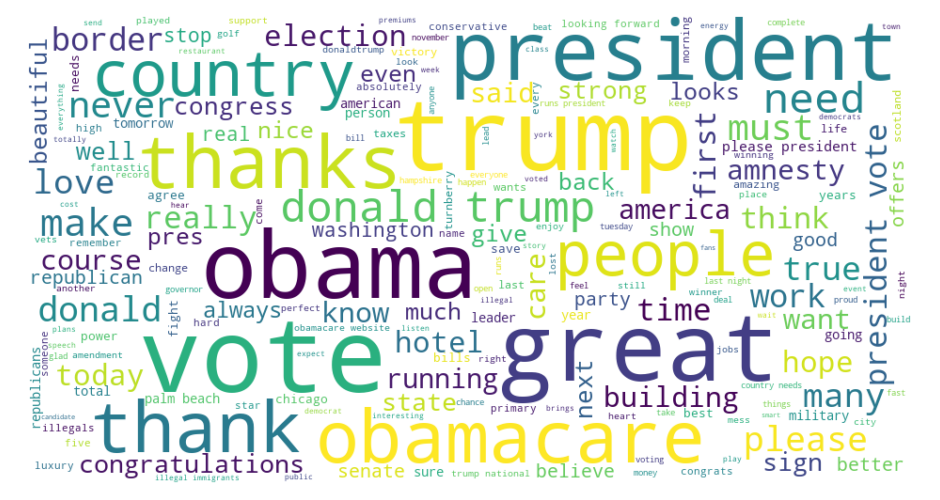 send played support premiums conservative beat looking forward energy complete town
border stop golf election november class morning
restaurant donaldtrump victory look week
president
beautiful needs country even absolutely said strong every looks need
everything never congress american person anyone runs president keep democrats
high tomorrow real nice bill taxes lead york must life scotland
well thanks trump first please president
totally fantastic record hampshire everyone match winning amnesty
love agree happen voted wants back left amazing place years offers
cost hear come donald trump turnberry enjoy tuesday america think
make really washington name give show
vets remember pres save story fans good president vote
course change obama last still people care last night true
republican another governor runs lost party winner event night
open feel deal proud
donald always perfect know much illegal year time work build
fight hard obamacare website leader wait want going
plans power vote listen hotel great jobs
speech someone glad amendment expect bills right hope
republicans today total running next country needs fast
palm beach chicago state building things many
candidate star democrat chance primary brings heart take best smart military city
illegals thank interesting obamacare mess please
five congratulations voting sign better
luxury public senate sure trump national believe money congrats play
illegal immigrants